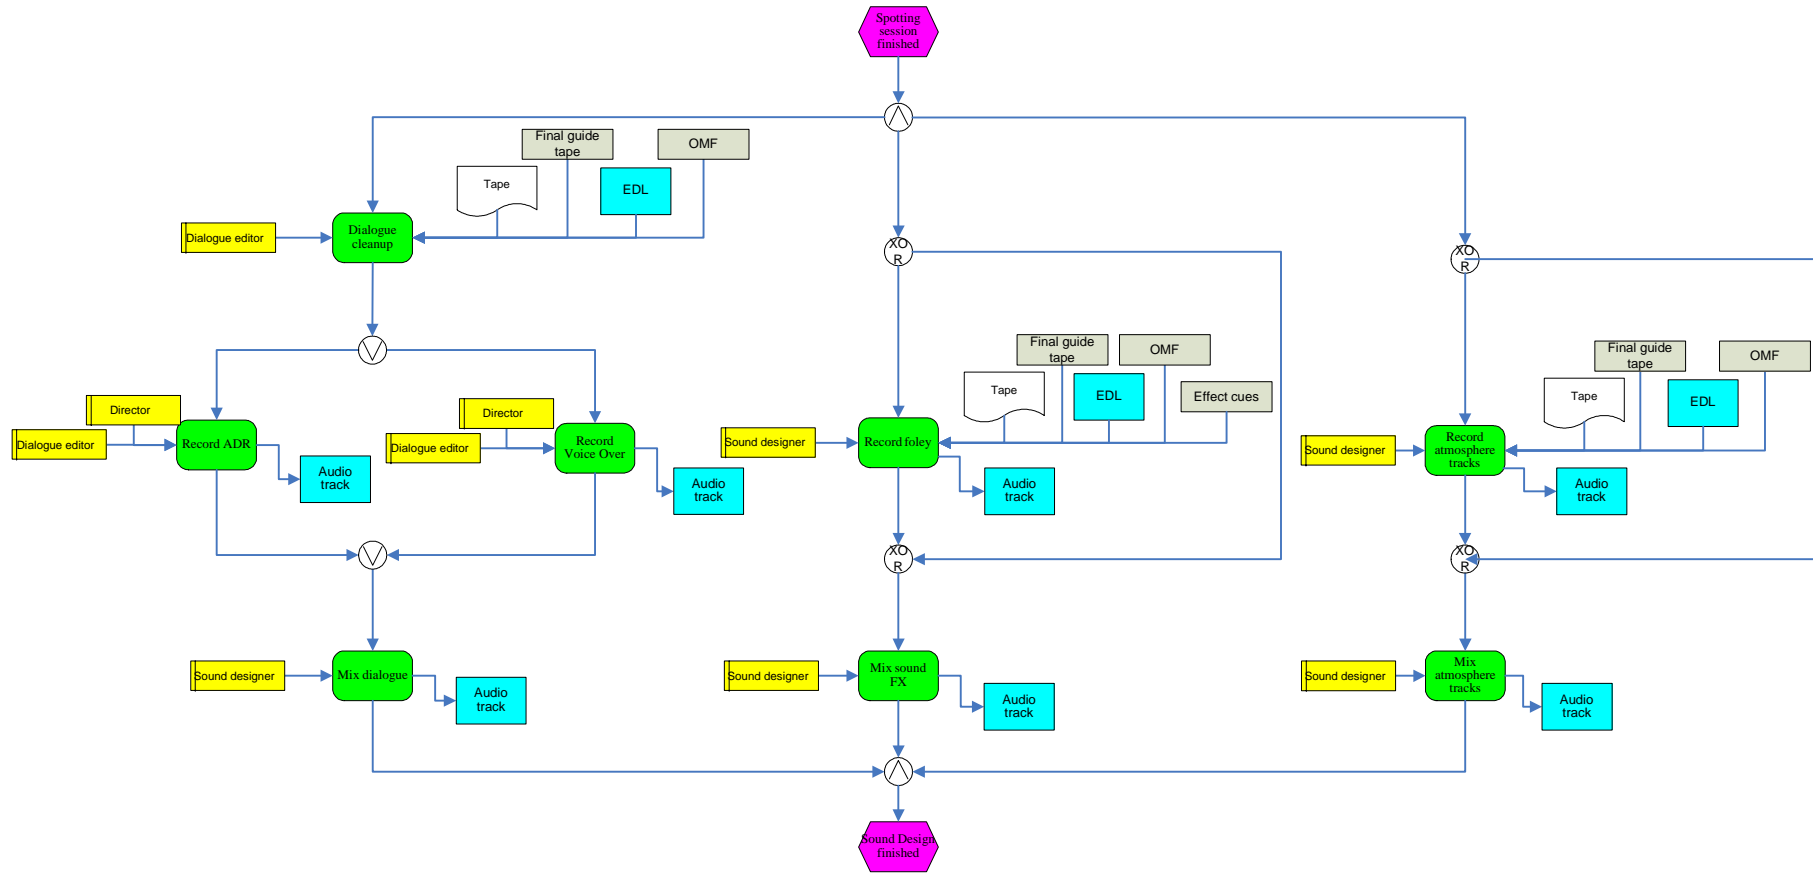 Spotting
session
finished
Final guide
tape
OMF
Tape
EDL
Dialogue editor
Dialogue
cleanup
XO
R
XO
R
Final guide
tape
OMF
Tape
EDL
Effect cues
Final guide
tape
OMF
Tape
EDL
Director
Dialogue editor
Record ADR
Audio
track
Director
Dialogue editor
Record
Voice Over
Audio
track
Sound designer
Record foley
Audio
track
Sound designer
Record
atmosphere
tracks
Audio
track
XO
R
XO
R
Sound designer
Mix dialogue
Audio
track
Sound designer
Mix sound
FX
Audio
track
Sound designer
Mix
atmosphere
tracks
Audio
track
Sound Design
finished